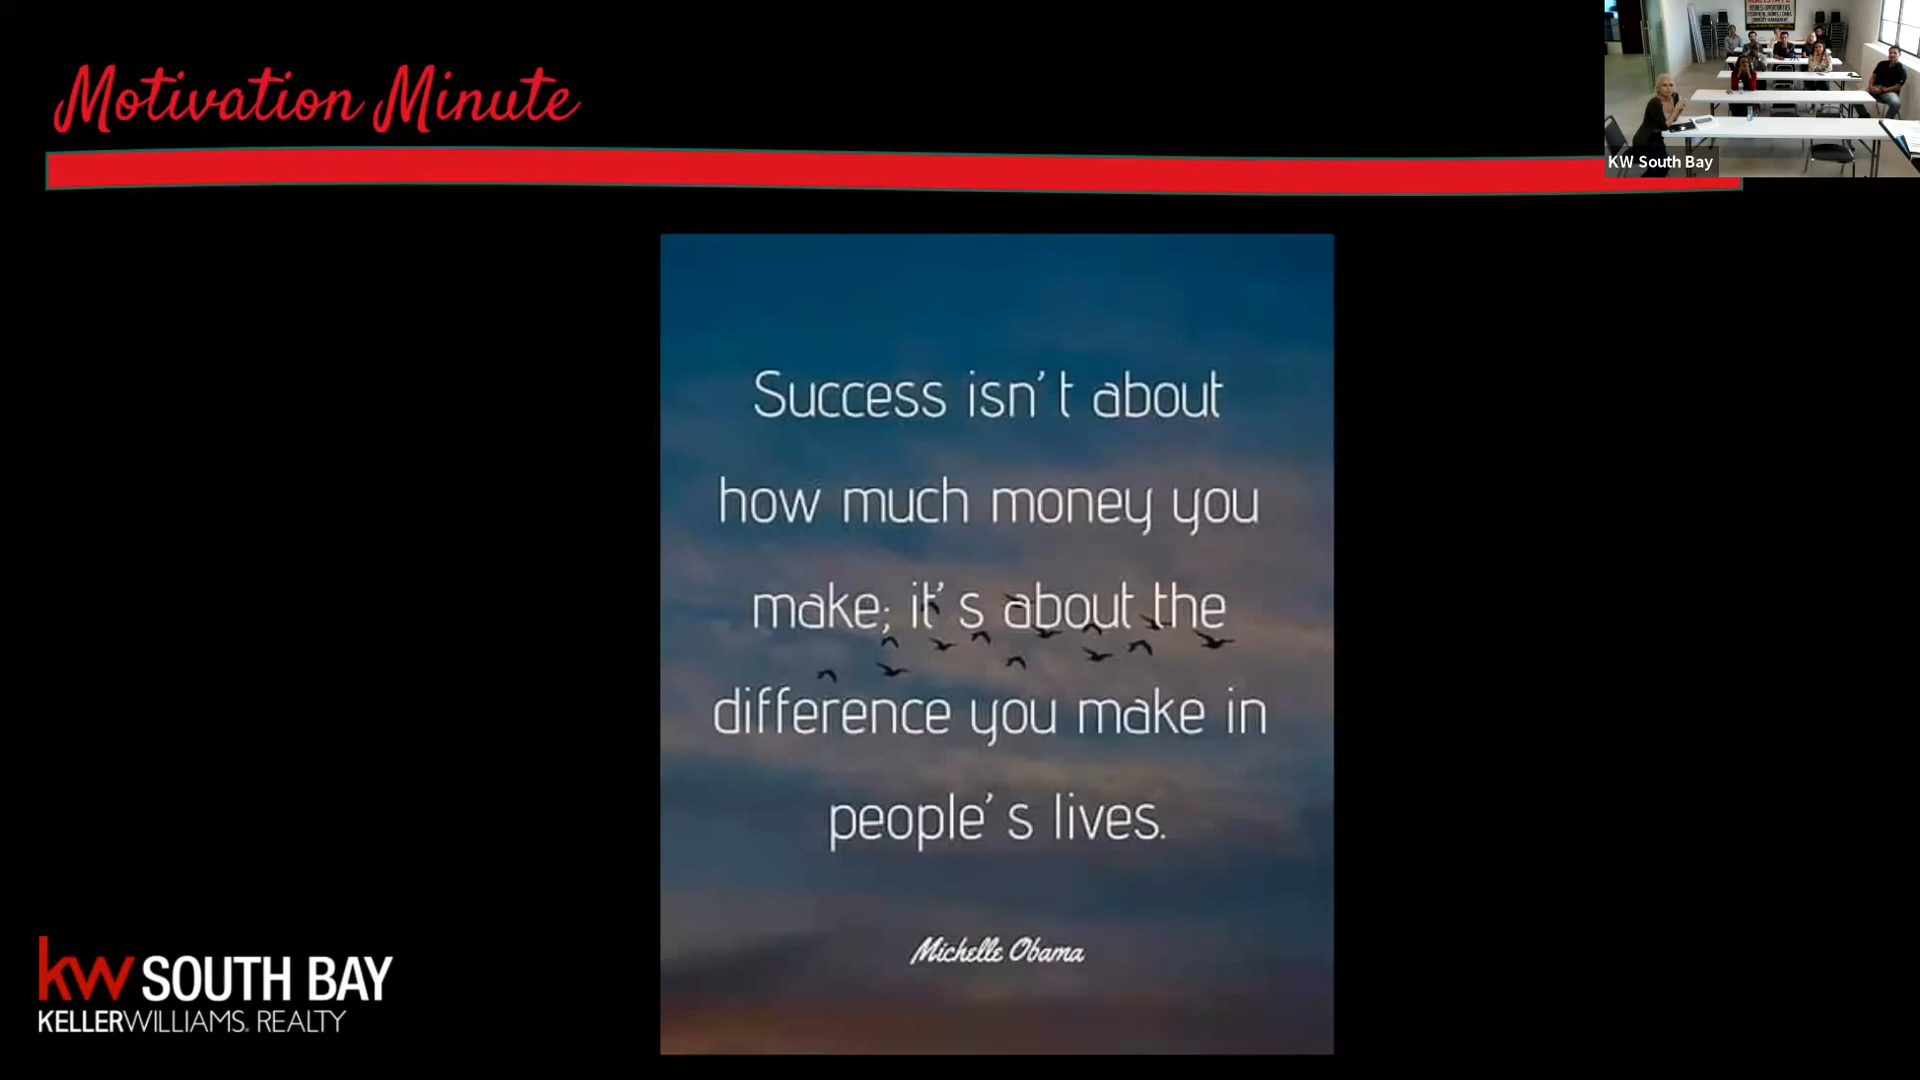 Motivation Minute
KW South Bay
Success isn't about
how much money you
make; it's about the
difference you make in
people's lives.
Michelle Obama
kw SOUTH BAY
KELLERWILLIAMS. REALTY